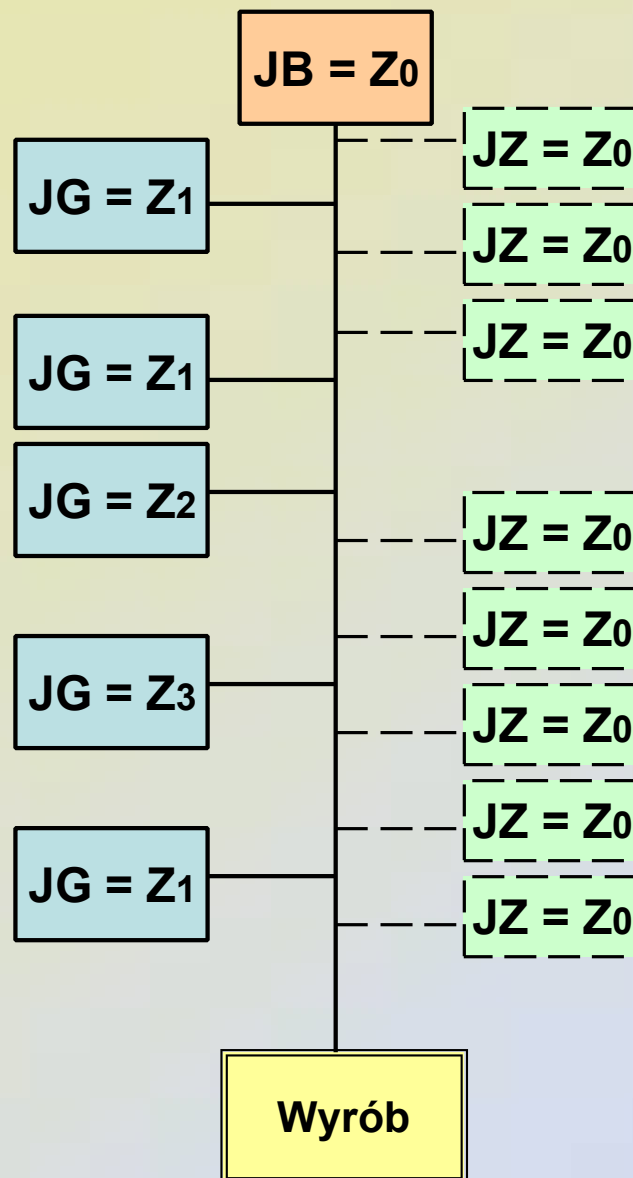 JB = Z0
JZ = Z0
JG = Z1
JZ = Z0
JZ = Z0
JG = Z1
JG = Z2
JZ = Z0
JZ = Z0
JG = Z3
JZ = Z0
JZ = Z0
JG = Z1
JZ = Z0
Wyrób